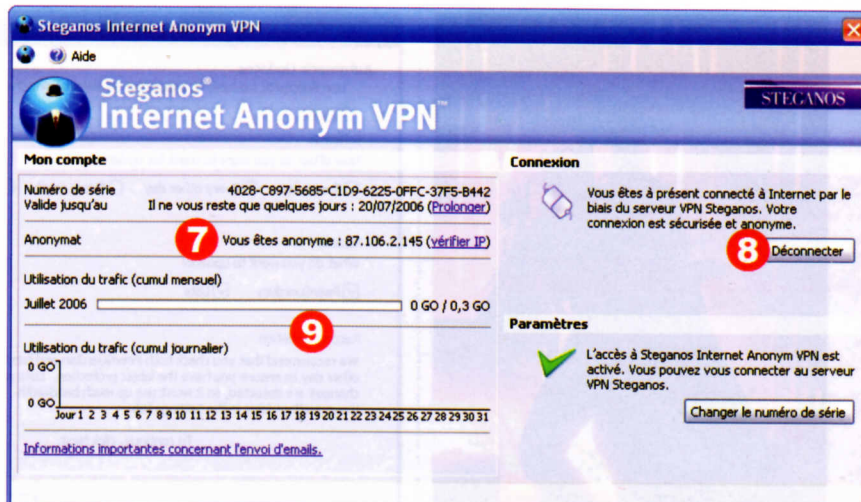 Steganos Internet Anonym VPN
Aide
Steganos®
Internet Anonym VPN™
STEGANOS
Mon compte
Numéro de série 4028-C897-5685-C1D9-6225-0FFC-37F5-B442
Valide jusqu'au Il ne vous reste que quelques jours : 20/07/2006 (Prolonger)
Anonymat 7 Vous êtes anonyme : 87.106.2.145 (vérifier IP)
Utilisation du trafic (cumul mensuel)
Juillet 2006 0 GO / 0,3 GO
9
Utilisation du trafic (cumul journalier)
0 GO
0 GO
Jour 1 2 3 4 5 6 7 8 9 10 11 12 13 14 15 16 17 18 19 20 21 22 23 24 25 26 27 28 29 30 31
Informations importantes concernant l'envoi d'emails.
Connexion
Vous êtes à présent connecté à Internet par le
biais du serveur VPN Steganos. Votre
connexion est sécurisée et anonyme.
8 Déconnecter
Paramètres
L'accès à Steganos Internet Anonym VPN est
activé. Vous pouvez vous connecter au serveur
VPN Steganos.
Changer le numéro de série